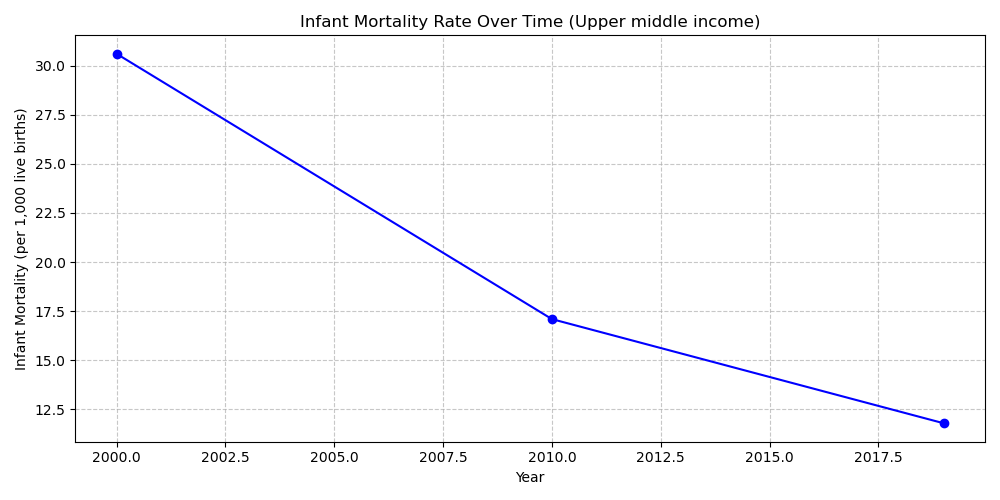 Infant Mortality Rate Over Time (Upper middle income)
Infant Mortality (per 1,000 live births)
30.0
27.5
25.0
22.5
20.0
17.5
15.0
12.5
2000.0 2002.5 2005.0 2007.5 2010.0 2012.5 2015.0 2017.5
Year